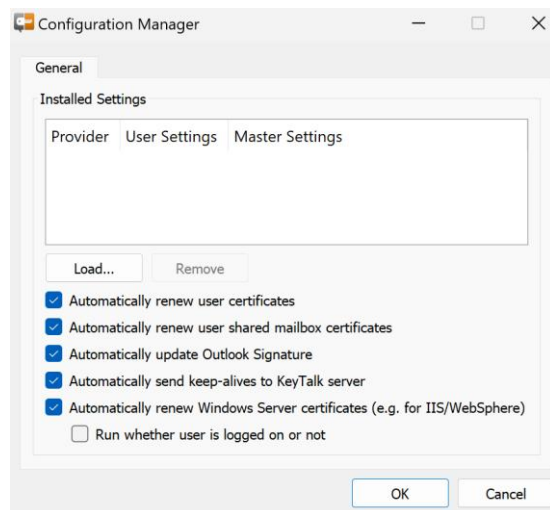 Configuration Manager
General
Installed Settings
Provider User Settings Master Settings
Load... Remove
Automatically renew user certificates
Automatically renew user shared mailbox certificates
Automatically update Outlook Signature
Automatically send keep-alives to KeyTalk server
Automatically renew Windows Server certificates (e.g. for IIS/WebSphere)
Run whether user is logged on or not
OK Cancel